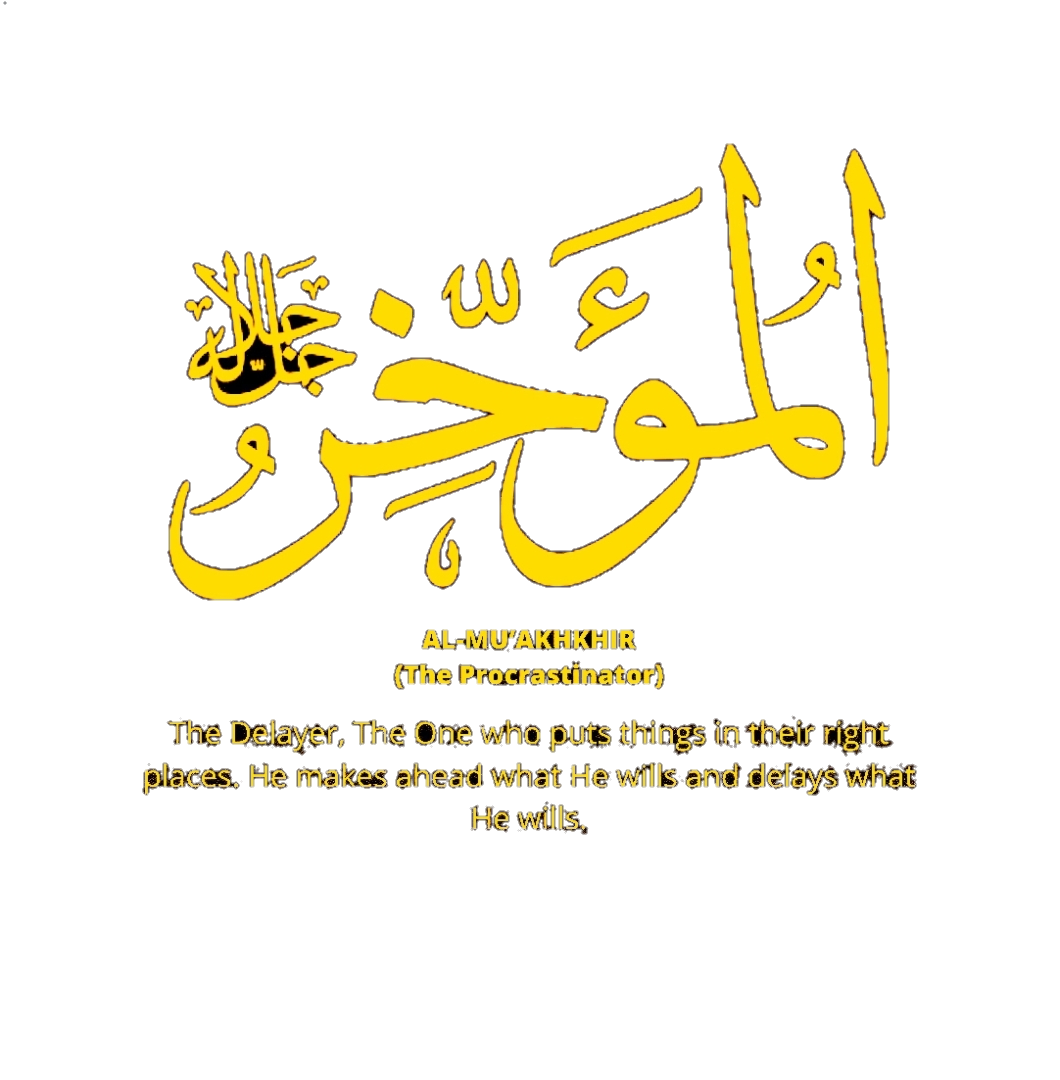 الْمُؤَخِّرُ
جل جلاله
AL-MU’AKHKHIR
(The Procrastinator)
The Delayer, The One who puts things in their right
places. He makes ahead what He wills and delays what
He wills.